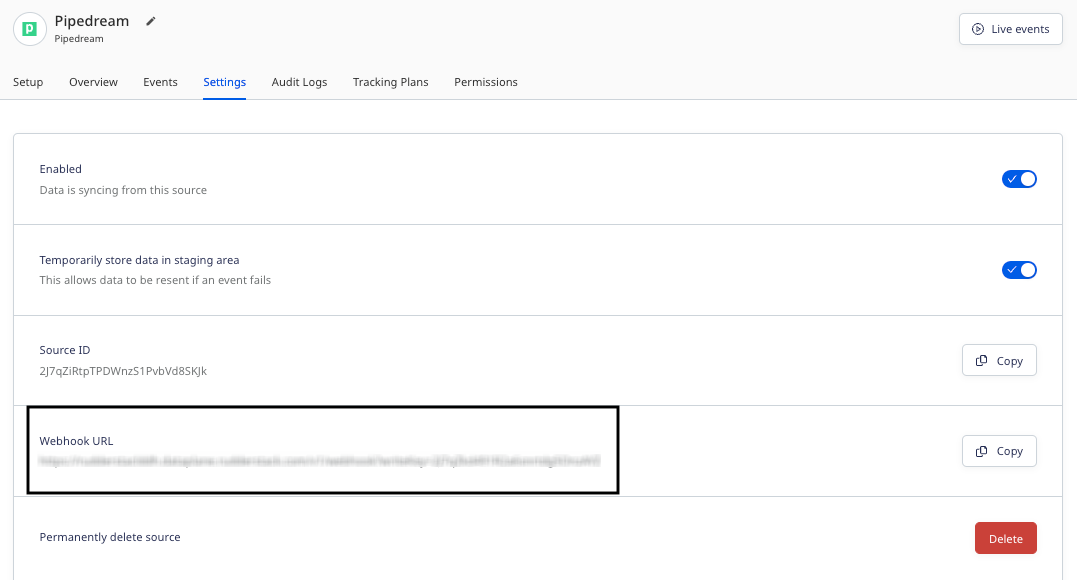 Pipedream
Pipedream
Live events
Setup Overview Events Settings Audit Logs Tracking Plans Permissions
Enabled
Data is syncing from this source
Temporarily store data in staging area
This allows data to be resent if an event fails
Source ID
2J7qZiRtpTPDWnzS1PvbVd8SKJk
Copy
Webhook URL
Copy
Permanently delete source
Delete